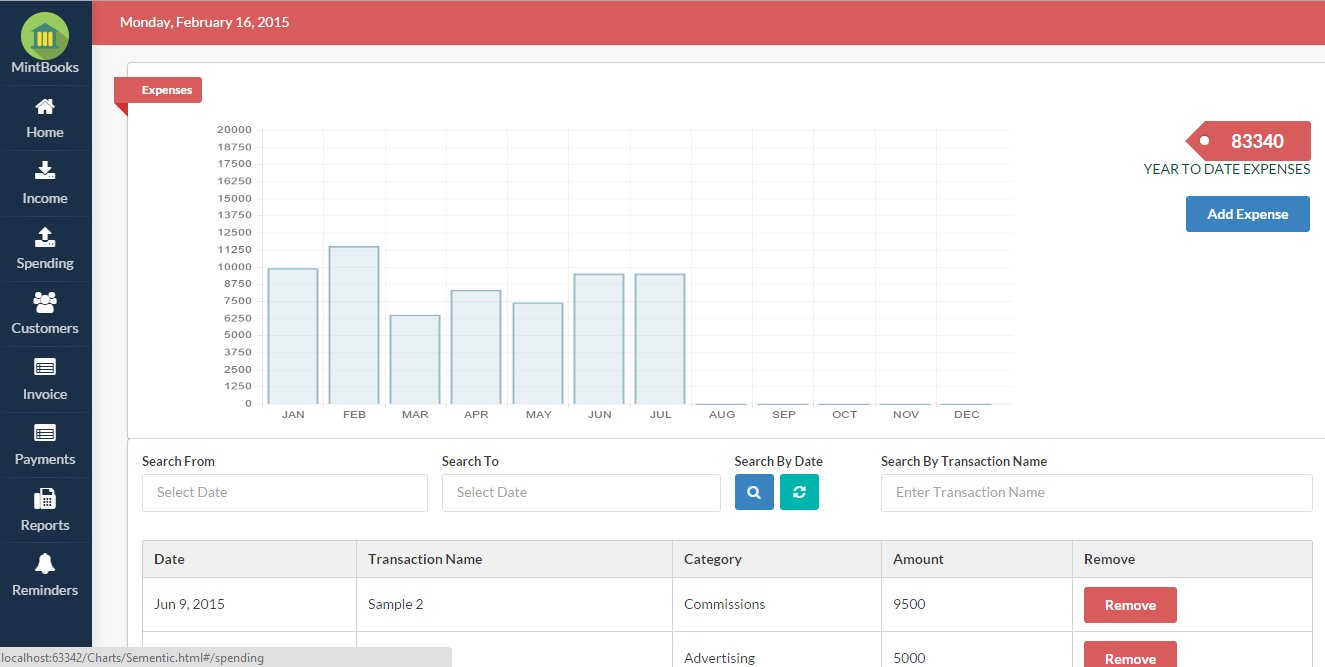 Monday, February 16, 2015
MintBooks
Home
Income
Spending
Customers
Invoice
Payments
Reports
Reminders
Expenses
20000
18750
17500
16250
15000
13750
12500
11250
10000
8750
7500
6250
5000
3750
2500
1250
0
JAN FEB MAR APR MAY JUN JUL AUG SEP OCT NOV DEC
83340
YEAR TO DATE EXPENSES
Add Expense
Search From Search To Search By Date Search By Transaction Name
Select Date Select Date Enter Transaction Name
Date Transaction Name Category Amount Remove
Jun 9, 2015 Sample 2 Commissions 9500 Remove
Advertising 5000 Remove
localhost:63342/Charts/Sementic.html#/spending